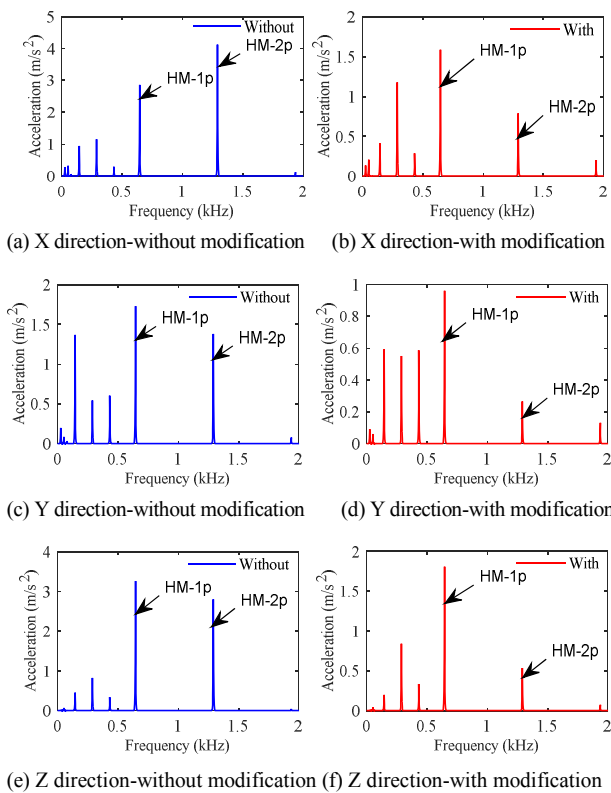 5
4
3
2
1
0
Acceleration (m/s²)
Without
HM-2p
HM-1p
0 0.5 1 1.5 2
Frequency (kHz)
2
1.5
1
0.5
0
Acceleration (m/s²)
With
HM-1p
HM-2p
0 0.5 1 1.5 2
Frequency (kHz)
(a) X direction-without modification (b) X direction-with modification
2
1.5
1
0.5
0
Acceleration (m/s²)
Without
HM-1p
HM-2p
0 0.5 1 1.5 2
Frequency (kHz)
1
0.8
0.6
0.4
0.2
0
Acceleration (m/s²)
With
HM-1p
HM-2p
0 0.5 1 1.5 2
Frequency (kHz)
(c) Y direction-without modification (d) Y direction-with modification
4
3
2
1
0
Acceleration (m/s²)
Without
HM-1p
HM-2p
0 0.5 1 1.5 2
Frequency (kHz)
2
1.5
1
0.5
0
Acceleration (m/s²)
With
HM-1p
HM-2p
0 0.5 1 1.5 2
Frequency (kHz)
(e) Z direction-without modification (f) Z direction-with modification